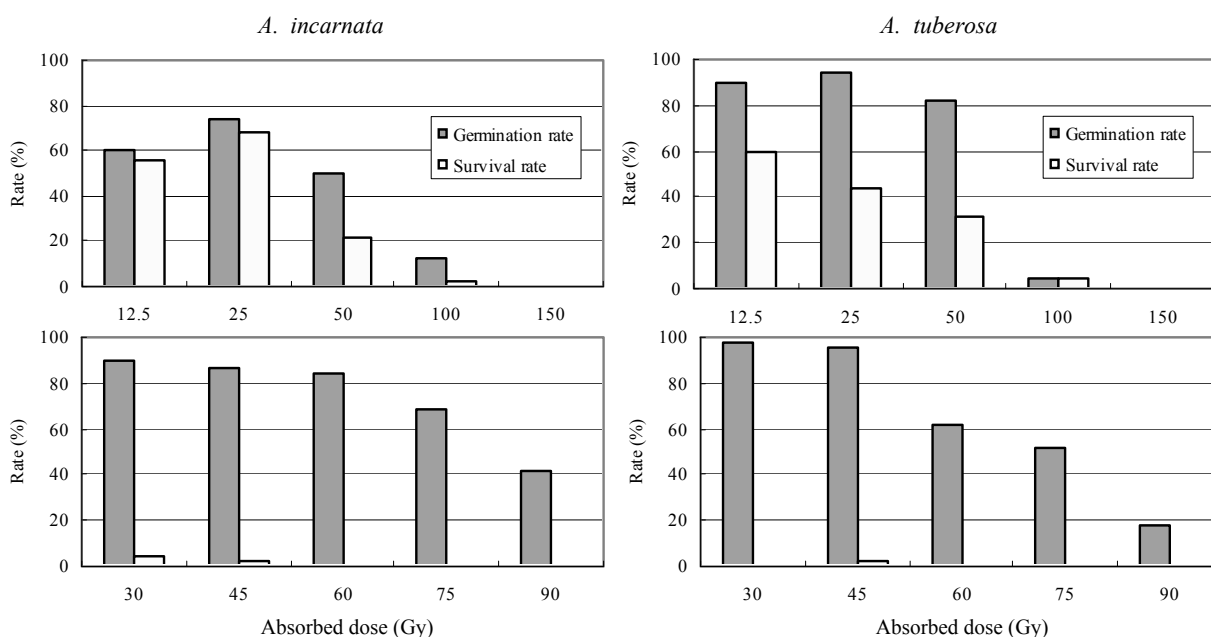 A. incarnata
A. tuberosa
100
80
60
40
20
0
Rate (%)
Germination rate
Survival rate
12.5 25 50 100 150
100
80
60
40
20
0
Rate (%)
Germination rate
Survival rate
12.5 25 50 100 150
100
80
60
40
20
0
Rate (%)
30 45 60 75 90
Absorbed dose (Gy)
100
80
60
40
20
0
Rate (%)
30 45 60 75 90
Absorbed dose (Gy)